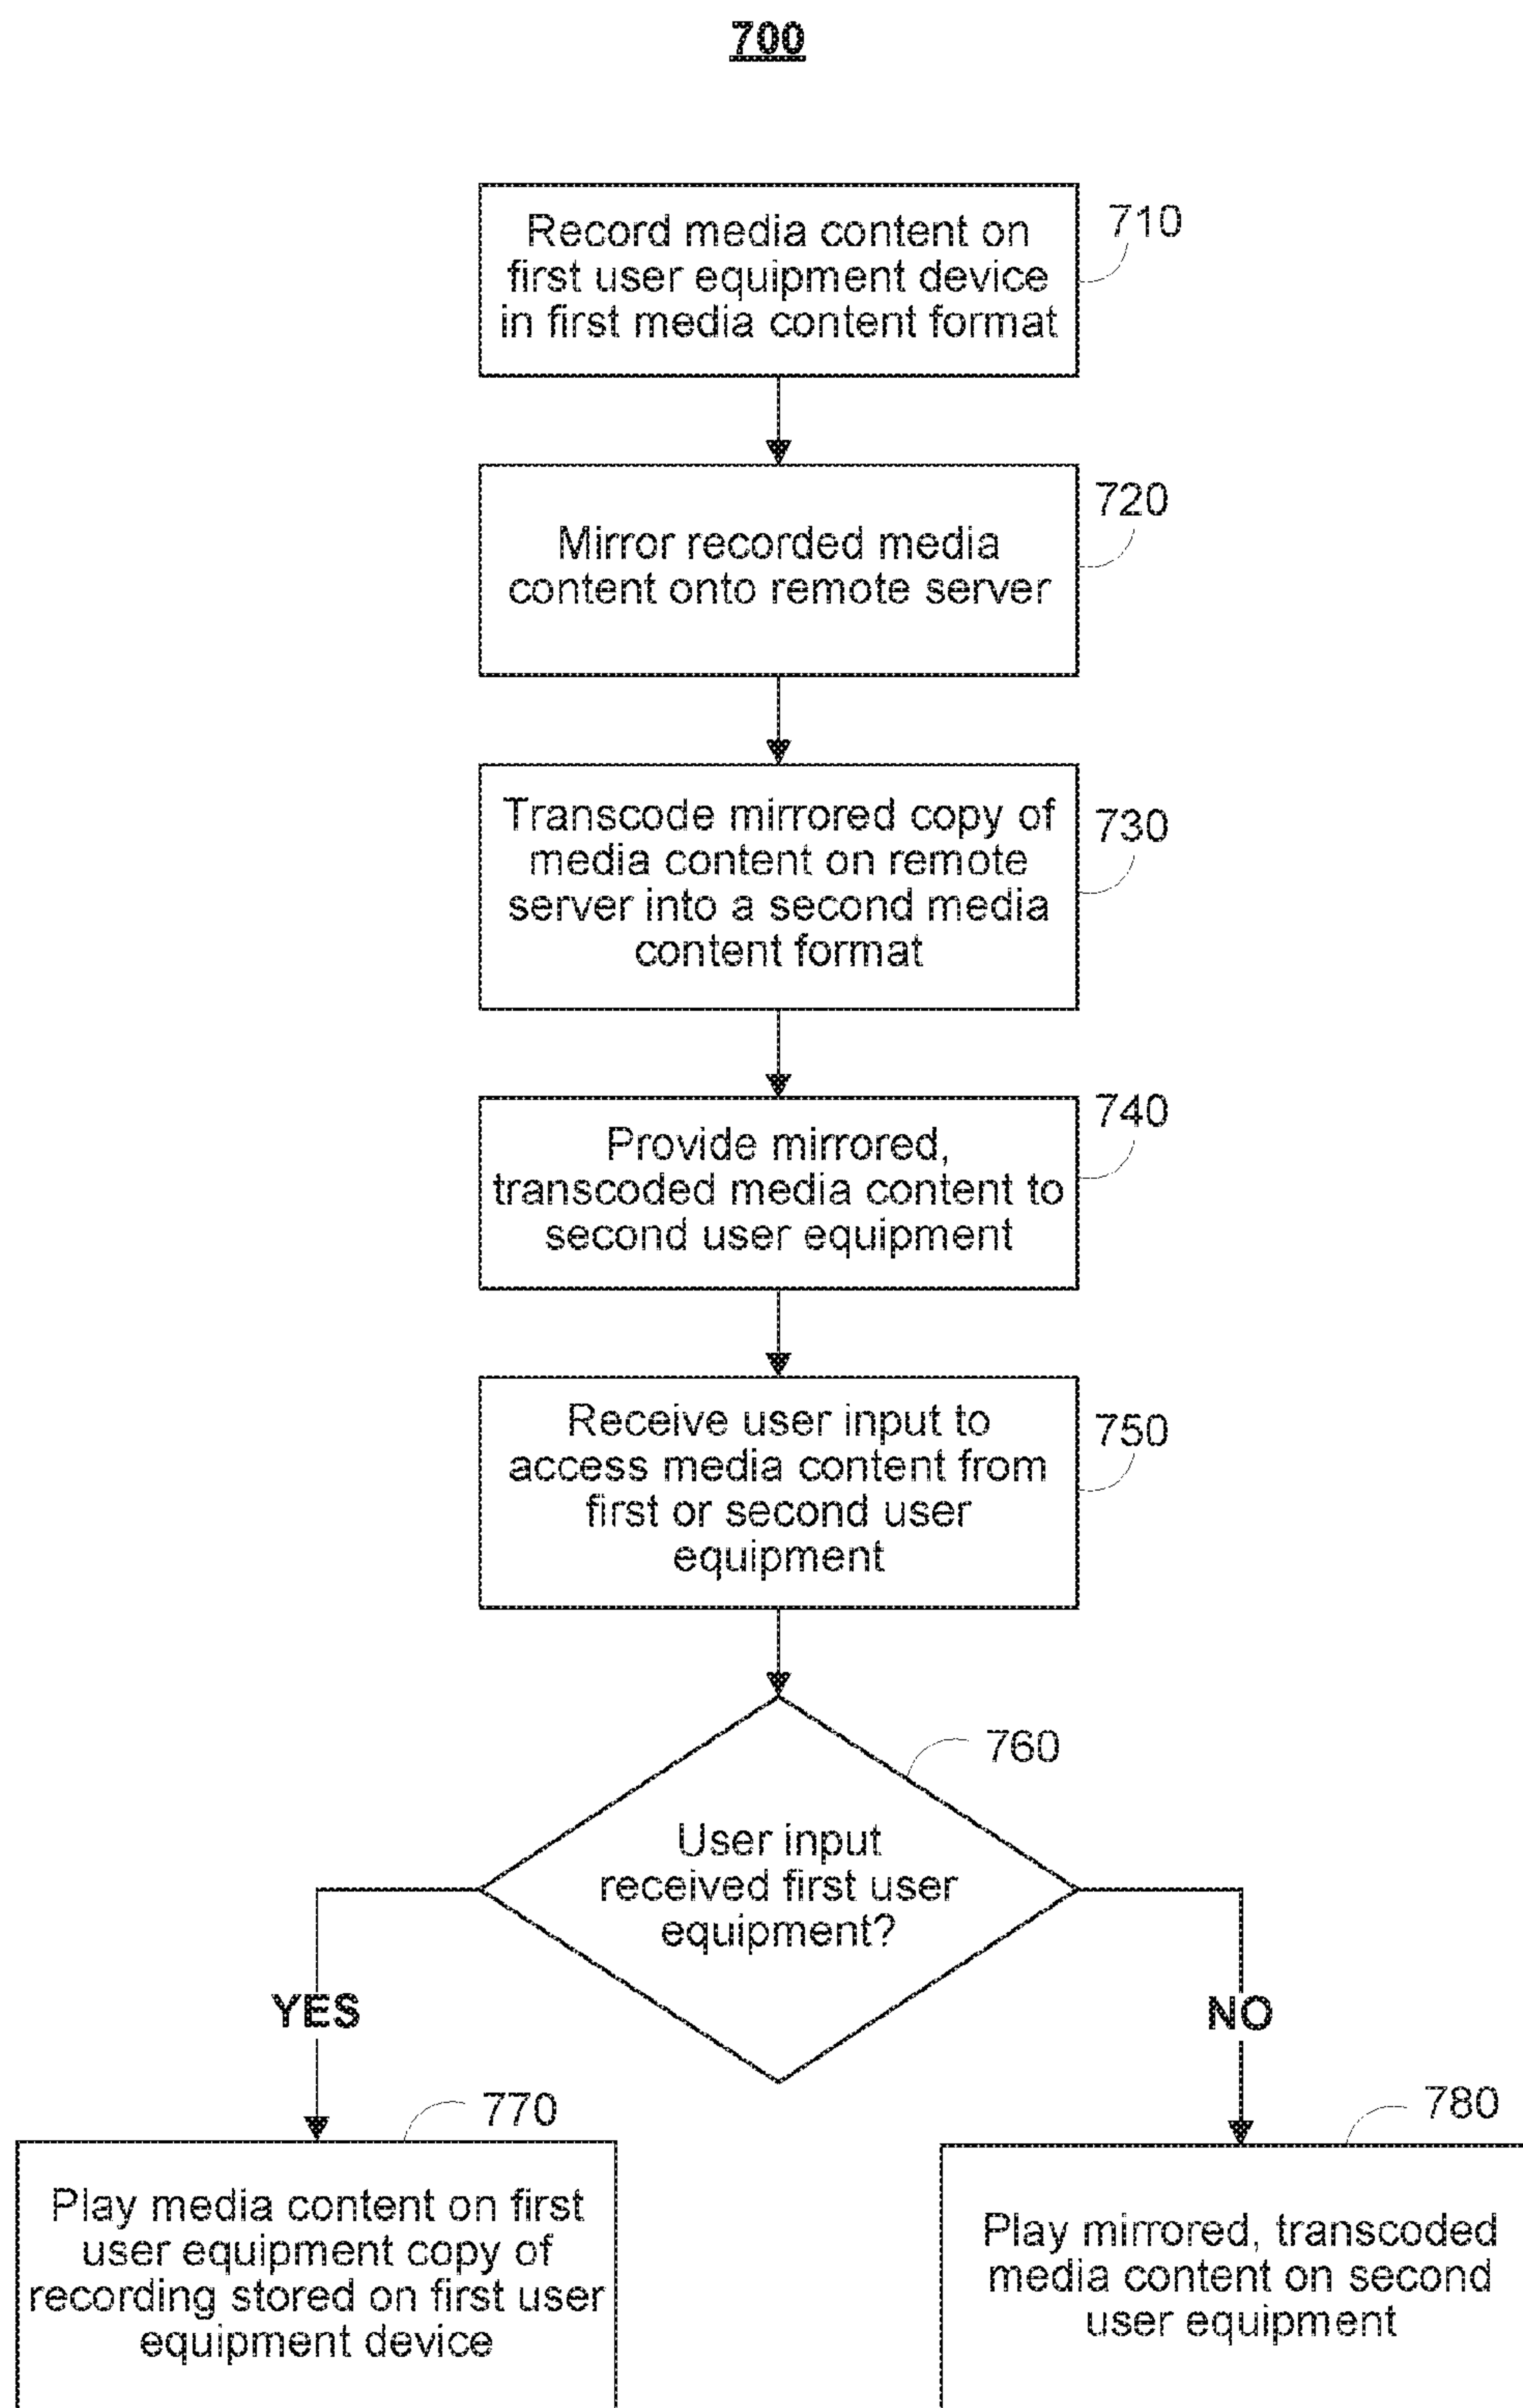 700
Record media content on
first user equipment device
in first media content format
710
Mirror recorded media
content onto remote server
720
Transcode mirrored copy of
media content on remote
server into a second media
content format
730
Provide mirrored,
transcoded media content to
second user equipment
740
Receive user input to
access media content from
first or second user
equipment
750
760
User input
received first user
equipment?
YES
NO
770
Play media content on first
user equipment copy of
recording stored on first user
equipment device
780
Play mirrored, transcoded
media content on second
user equipment